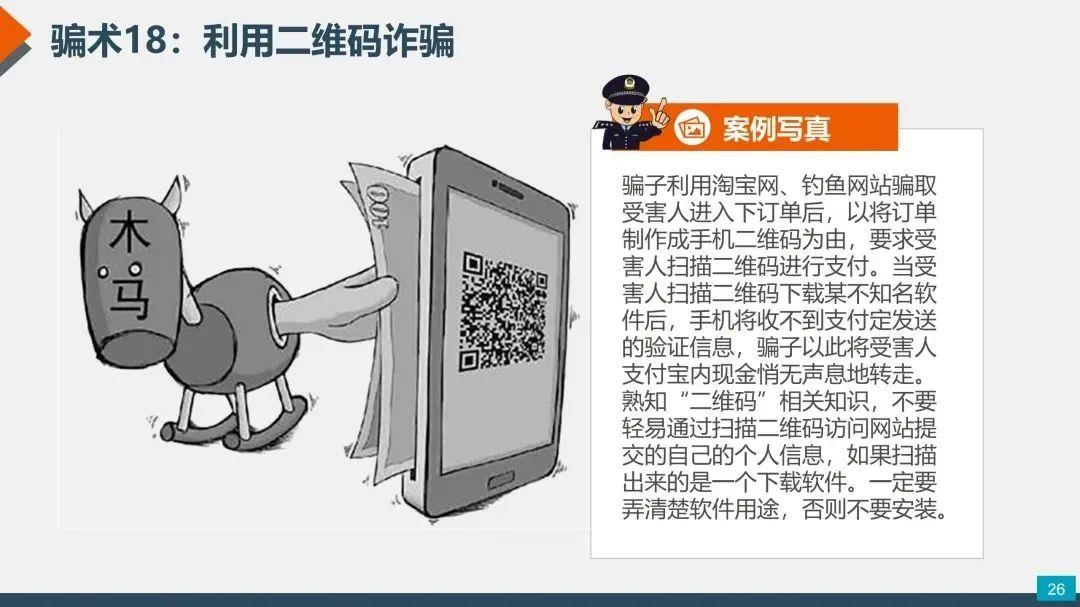 骗术18：利用二维码诈骗
案例写真
木
马
骗子利用淘宝网、钓鱼网站骗取
受害人进入下订单后，以将订单
制作成手机二维码为由，要求受
害人扫描二维码进行支付。当受
害人扫描二维码下载某不知名软
件后，手机将收不到支付定发送
的验证信息，骗子以此将受害人
支付宝内现金悄无声息地转走。
熟知“二维码”相关知识，不要
轻易通过扫描二维码访问网站提
交的自己的个人信息，如果扫描
出来的是一个下载软件。一定要
弄清楚软件用途，否则不要安装。
26